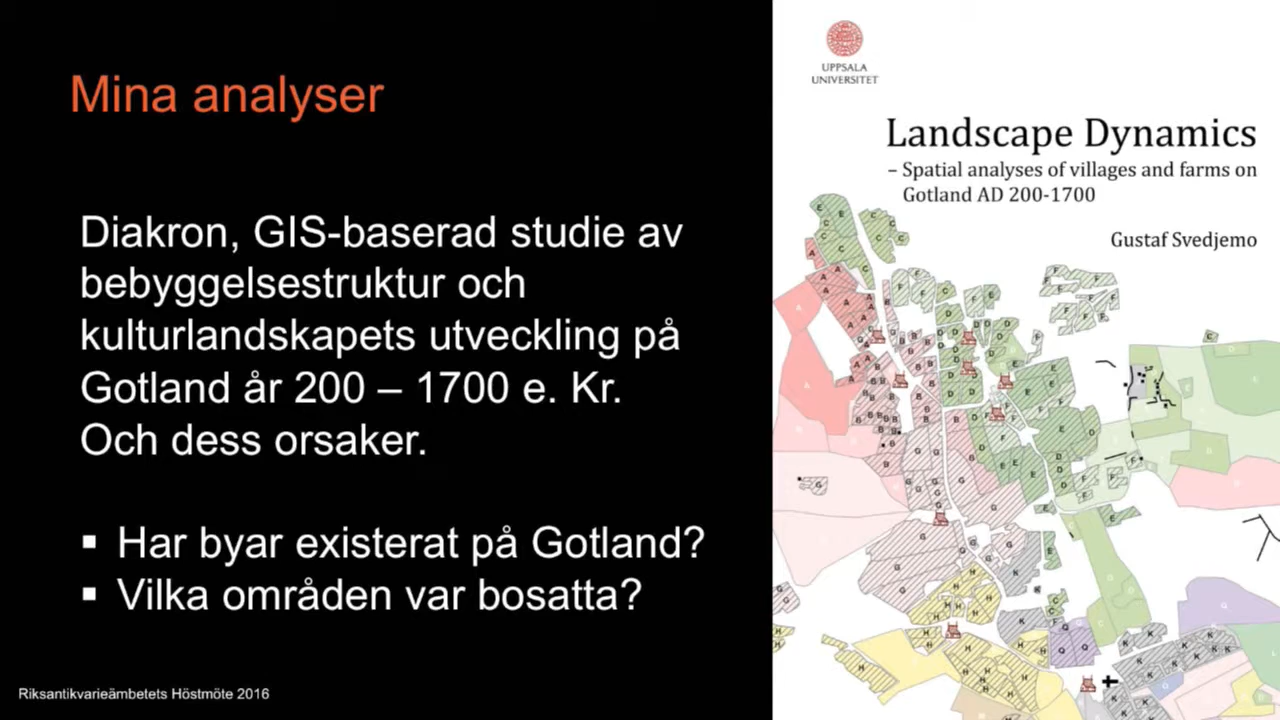 Mina analyser
Diakron, GIS-baserad studie av
bebyggelsestruktur och
kulturlandskapets utveckling på
Gotland år 200 – 1700 e. Kr.
Och dess orsaker.
▪ Har byar existerat på Gotland?
▪ Vilka områden var bosatta?
Riksantikvarieämbetets Höstmöte 2016
UPPSALA
UNIVERSITET
Landscape Dynamics
– Spatial analyses of villages and farms on
Gotland AD 200-1700
Gustaf Svedjemo